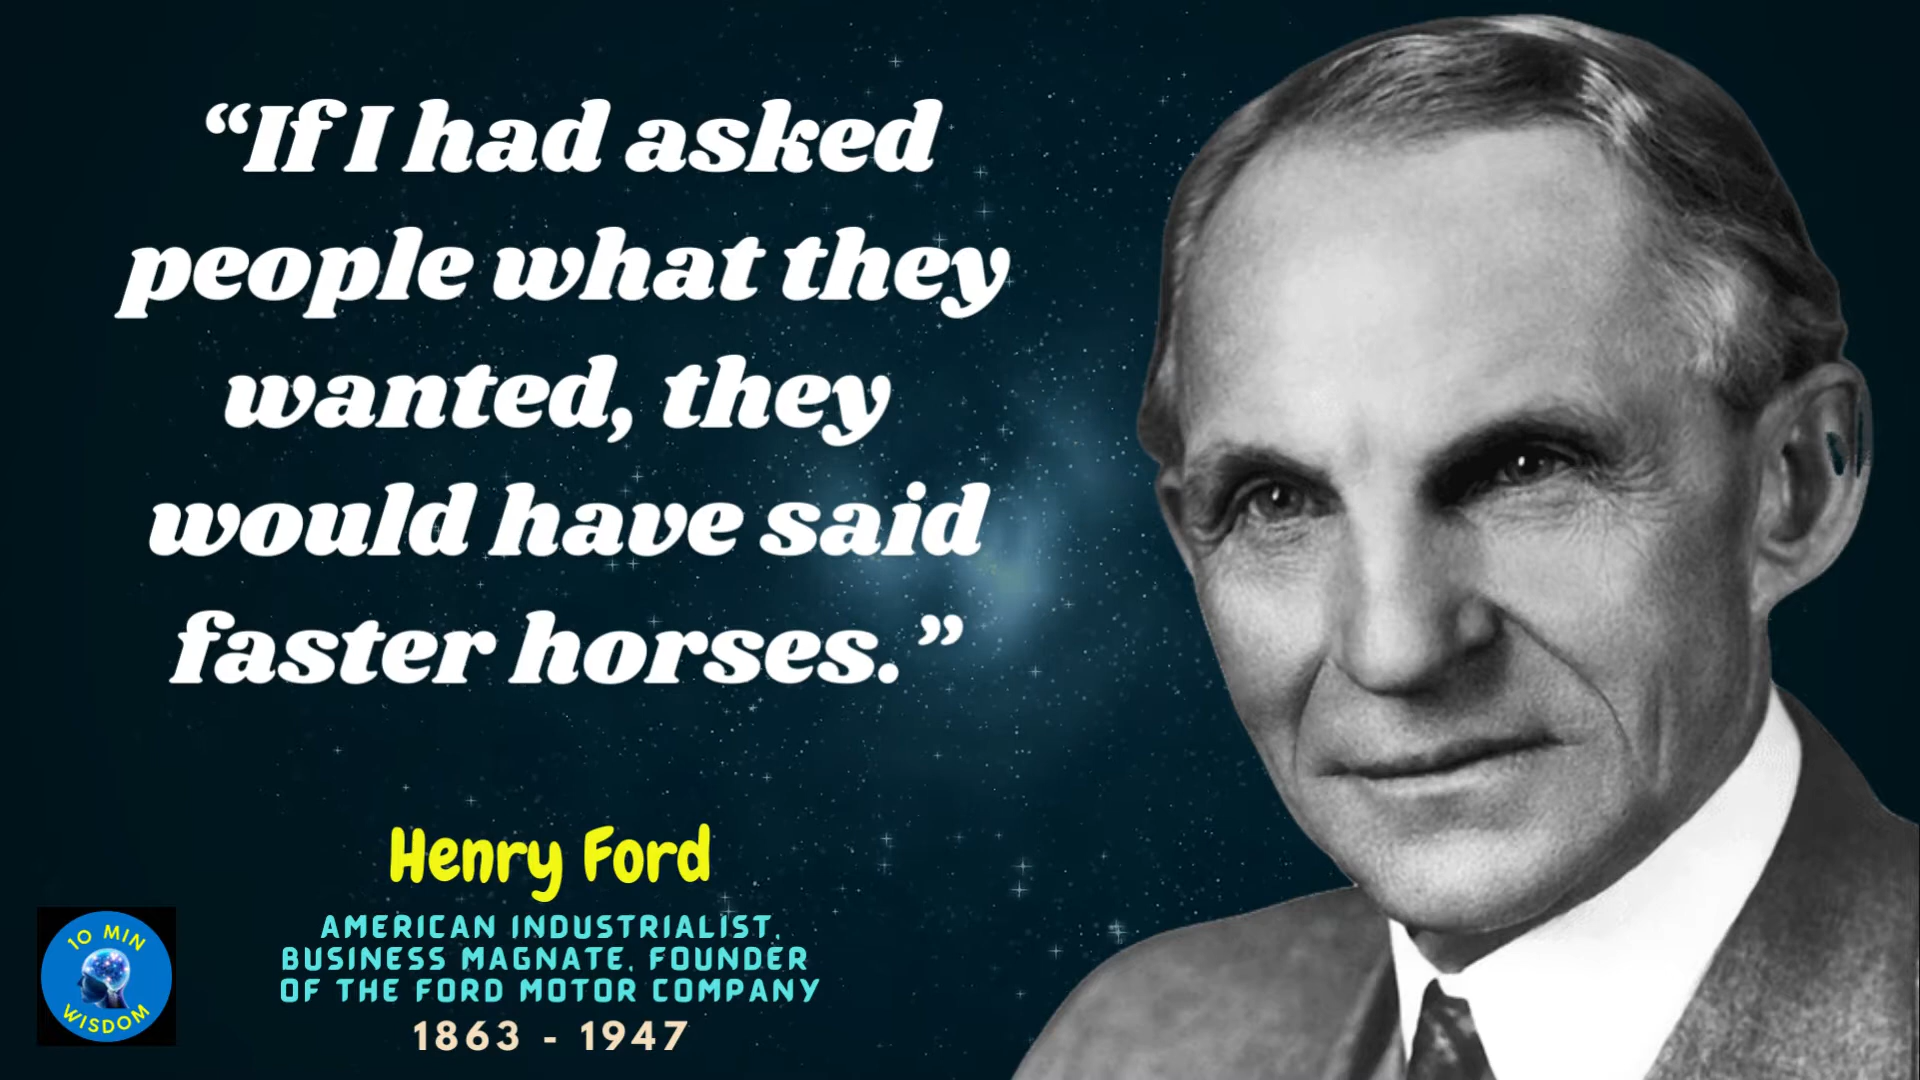 “If I had asked
people what they
wanted, they
would have said
faster horses.”
Henry Ford
AMERICAN INDUSTRIALIST,
BUSINESS MAGNATE, FOUNDER
OF THE FORD MOTOR COMPANY
1863 - 1947
10 MIN
WISDOM